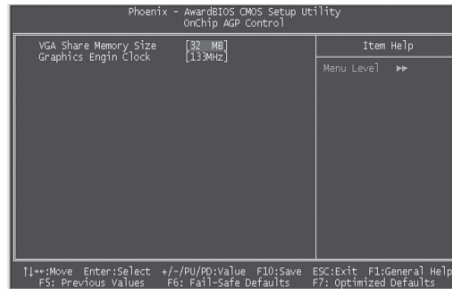 Phoenix - AwardBIOS CMOS Setup Utility
OnChip AGP Control
VGA Share Memory Size [32 MB]
Graphics Engin Clock [133MHz]
Item Help
Menu Level ▶▶
↑↓→←:Move Enter:Select +/-/PU/PD:Value F10:Save ESC:Exit F1:General Help
F5: Previous Values F6: Fail-Safe Defaults F7: Optimized Defaults